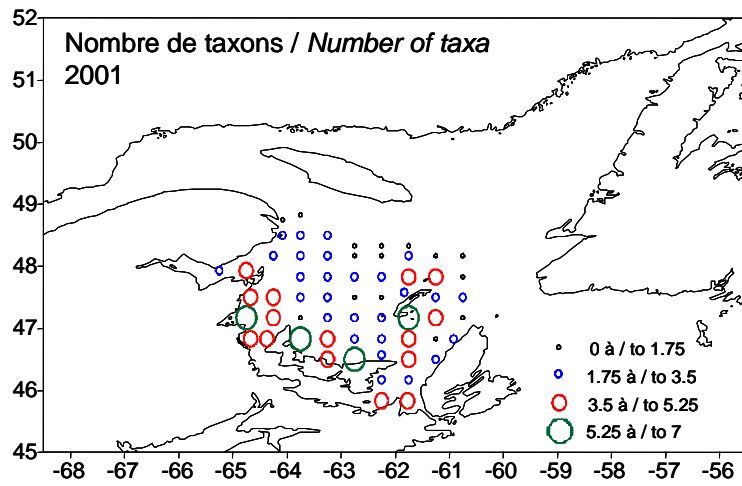 Nombre de taxons / Number of taxa
2001
52
51
50
49
48
47
46
45
0 à / to 1.75
1.75 à / to 3.5
3.5 à / to 5.25
5.25 à / to 7
-68 -67 -66 -65 -64 -63 -62 -61 -60 -59 -58 -57 -56